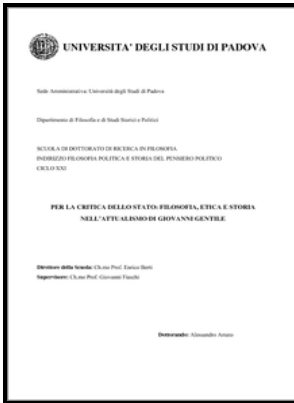 UNIVERSITA' DEGLI STUDI DI PADOVA
Sede Amministrativa: Università degli Studi di Padova
Dipartimento di Filosofia e di Studi Storici e Politici
SCUOLA DI DOTTORATO DI RICERCA IN FILOSOFIA
INDIRIZZO FILOSOFIA POLITICA E STORIA DEL PENSIERO POLITICO
CICLO XXI
PER LA CRITICA DELLO STATO: FILOSOFIA, ETICA E STORIA
NELL'ATTUALISMO DI GIOVANNI GENTILE
Direttore della Scuola: Ch.mo Prof. Enrico Berti
Supervisore: Ch.mo Prof. Giovanni Fiaschi
Dottorando: Alessandro Amato